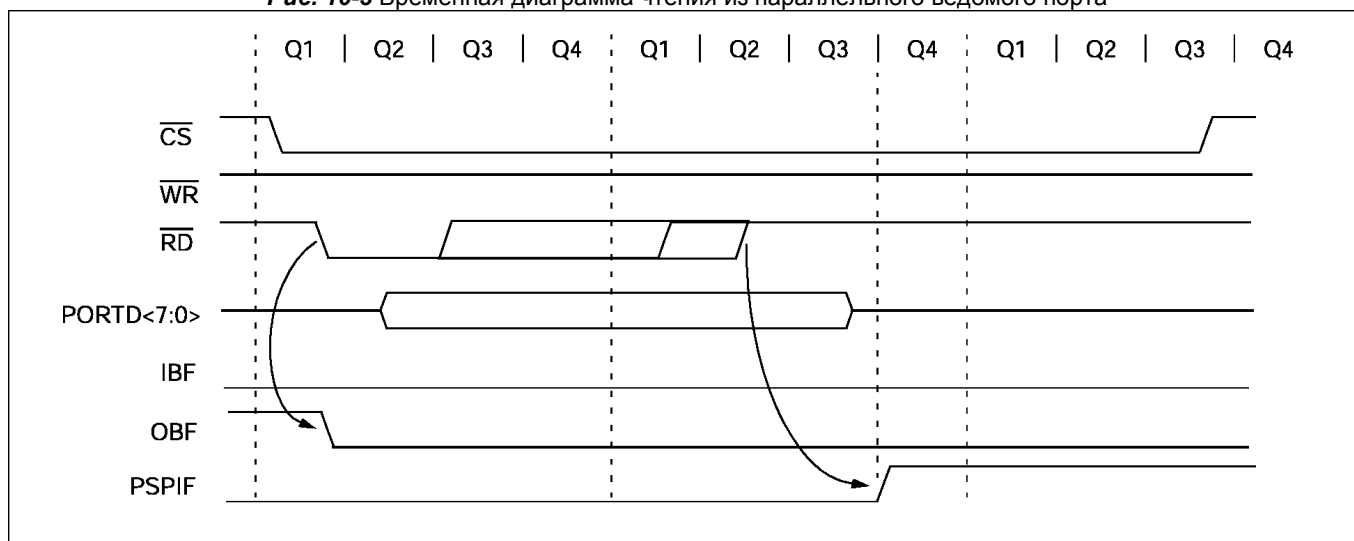 Рис. Временная диаграмма чтения из параллельного ведомого порта
Q1 | Q2 | Q3 | Q4 Q1 | Q2 | Q3 | Q4 Q1 | Q2 | Q3 | Q4
CS
WR
RD
PORTD<7:0>
IBF
OBF
PSPIF